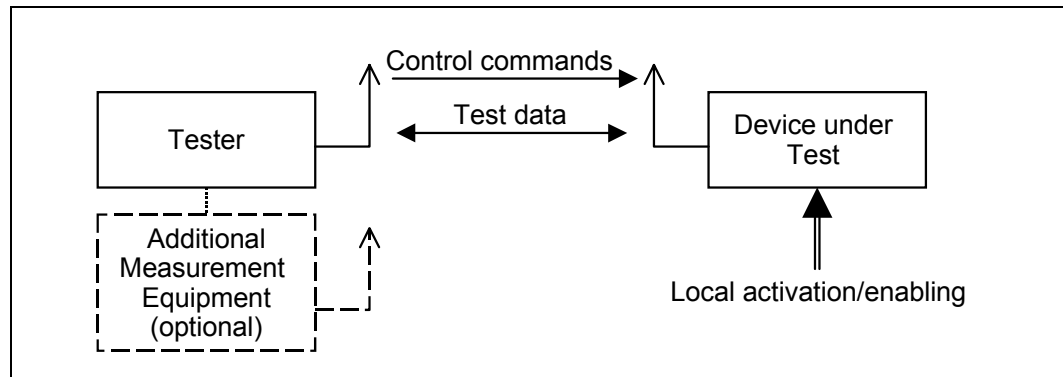 Control commands
Test data
Tester
Device under
Test
Additional
Measurement
Equipment
(optional)
Local activation/enabling